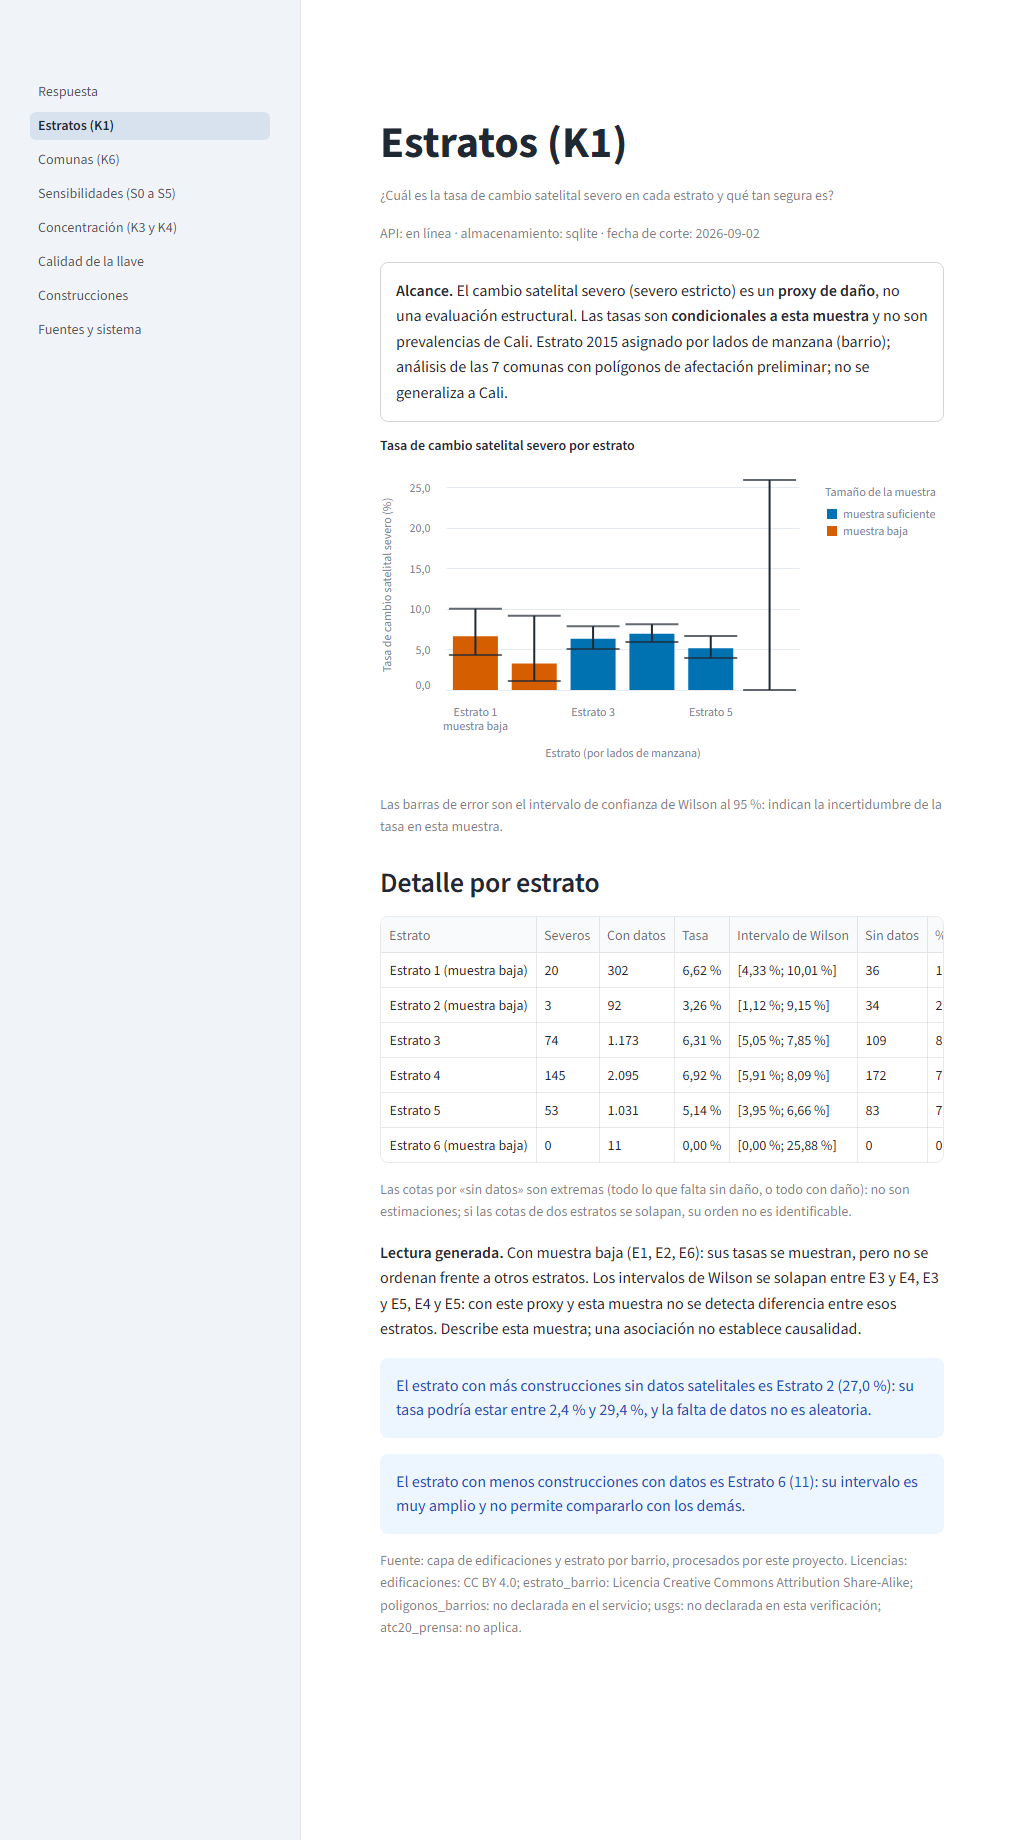 Respuesta
Estratos (K1)
Comunas (K6)
Sensibilidades (S0 a S5)
Concentración (K3 y K4)
Calidad de la llave
Construcciones
Fuentes y sistema
Estratos (K1)
¿Cuál es la tasa de cambio satelital severo en cada estrato y qué tan segura es?
API: en línea · almacenamiento: sqlite · fecha de corte: 2026-09-02
Alcance. El cambio satelital severo (severo estricto) es un proxy de daño, no
una evaluación estructural. Las tasas son condicionales a esta muestra y no son
prevalencias de Cali. Estrato 2015 asignado por lados de manzana (barrio);
análisis de las 7 comunas con polígonos de afectación preliminar; no se
generaliza a Cali.
Tasa de cambio satelital severo por estrato
Tasa de cambio satelital severo (%)
25,0
20,0
15,0
10,0
5,0
0,0
Estrato 1
muestra baja
Estrato 3
Estrato 5
Estrato (por lados de manzana)
Tamaño de la muestra
muestra suficiente
muestra baja
Las barras de error son el intervalo de confianza de Wilson al 95 %: indican la incertidumbre de la
tasa en esta muestra.
Detalle por estrato
Estrato Severos Con datos Tasa Intervalo de Wilson Sin datos %
Estrato 1 (muestra baja) 20 302 6,62 % [4,33 %; 10,01 %] 36 1
Estrato 2 (muestra baja) 3 92 3,26 % [1,12 %; 9,15 %] 34 2
Estrato 3 74 1.173 6,31 % [5,05 %; 7,85 %] 109 8
Estrato 4 145 2.095 6,92 % [5,91 %; 8,09 %] 172 7
Estrato 5 53 1.031 5,14 % [3,95 %; 6,66 %] 83 7
Estrato 6 (muestra baja) 0 11 0,00 % [0,00 %; 25,88 %] 0 0
Las cotas por «sin datos» son extremas (todo lo que falta sin daño, o todo con daño): no son
estimaciones; si las cotas de dos estratos se solapan, su orden no es identificable.
Lectura generada. Con muestra baja (E1, E2, E6): sus tasas se muestran, pero no se
ordenan frente a otros estratos. Los intervalos de Wilson se solapan entre E3 y E4, E3
y E5, E4 y E5: con este proxy y esta muestra no se detecta diferencia entre esos
estratos. Describe esta muestra; una asociación no establece causalidad.
El estrato con más construcciones sin datos satelitales es Estrato 2 (27,0 %): su
tasa podría estar entre 2,4 % y 29,4 %, y la falta de datos no es aleatoria.
El estrato con menos construcciones con datos es Estrato 6 (11): su intervalo es
muy amplio y no permite compararlo con los demás.
Fuente: capa de edificaciones y estrato por barrio, procesados por este proyecto. Licencias:
edificaciones: CC BY 4.0; estrato_barrio: Licencia Creative Commons Attribution Share-Alike;
poligonos_barrios: no declarada en el servicio; usgs: no declarada en esta verificación;
atc20_prensa: no aplica.